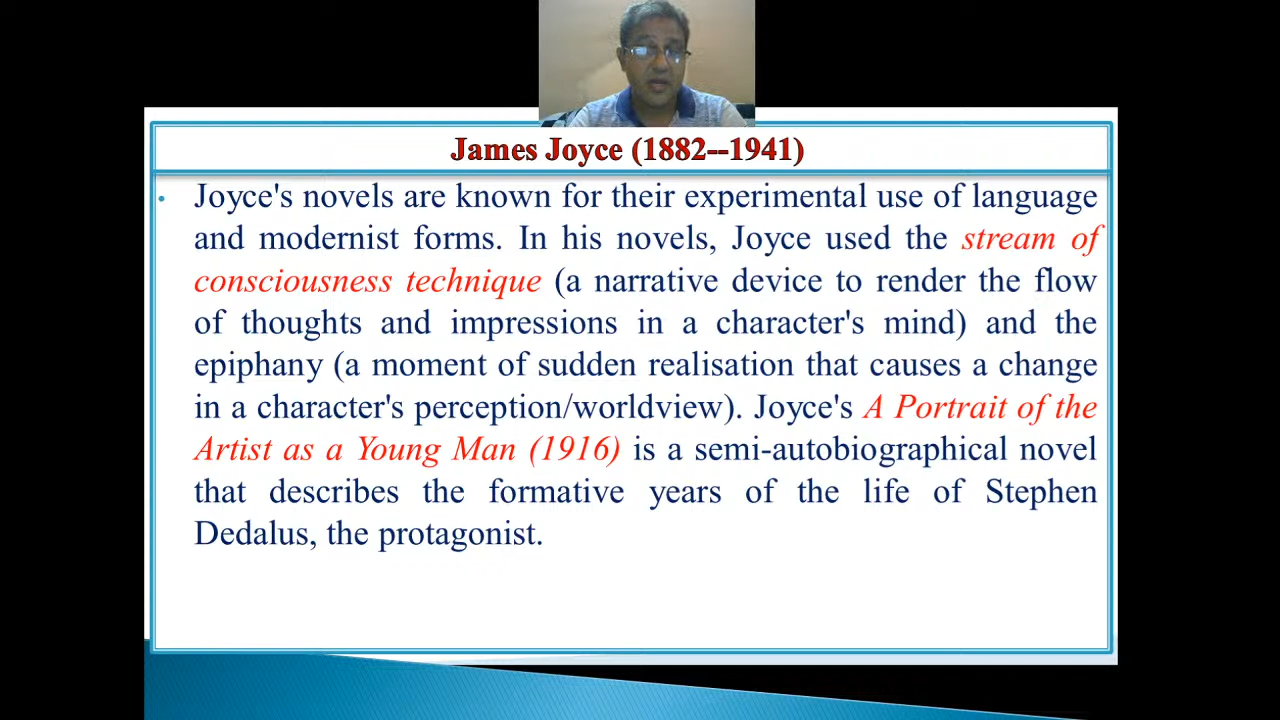 James Joyce (1882--1941)
• Joyce's novels are known for their experimental use of language
and modernist forms. In his novels, Joyce used the stream of
consciousness technique (a narrative device to render the flow
of thoughts and impressions in a character's mind) and the
epiphany (a moment of sudden realisation that causes a change
in a character's perception/worldview). Joyce's A Portrait of the
Artist as a Young Man (1916) is a semi-autobiographical novel
that describes the formative years of the life of Stephen
Dedalus, the protagonist.